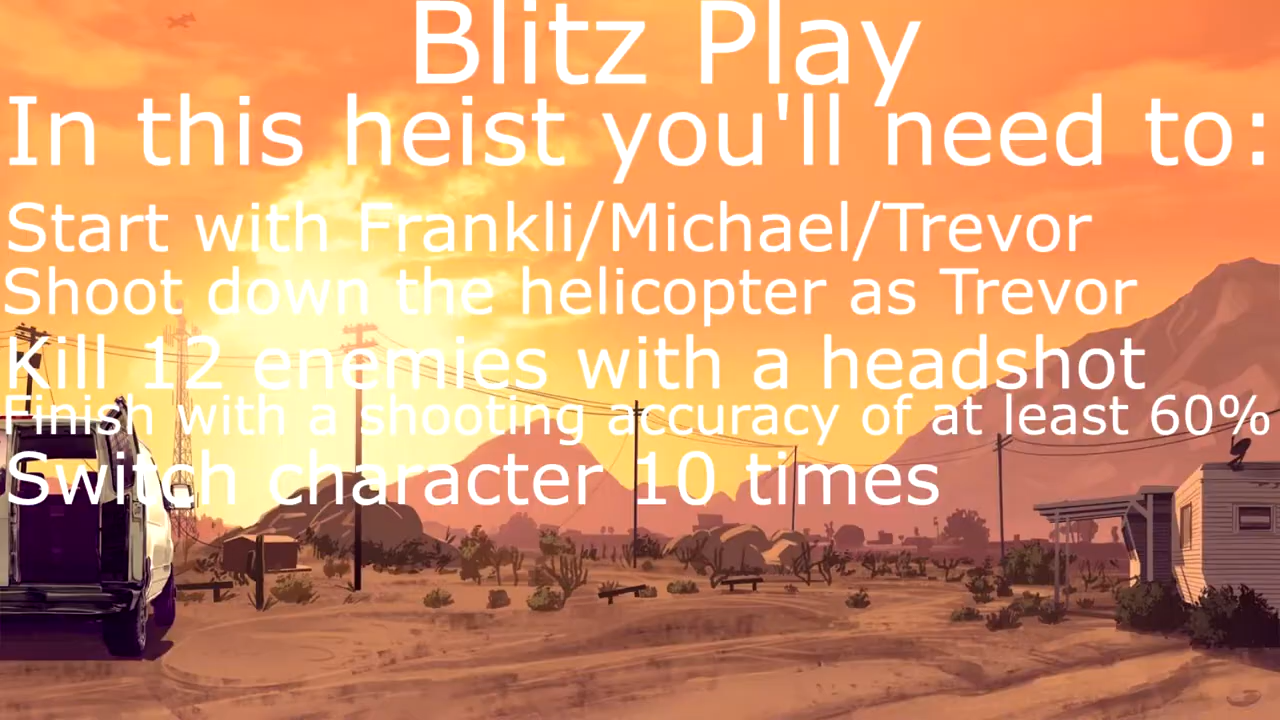 Blitz Play
In this heist you'll need to:
Start with Frankli/Michael/Trevor
Shoot down the helicopter as Trevor
Kill 12 enemies with a headshot
Finish with a shooting accuracy of at least 60%
Switch character 10 times